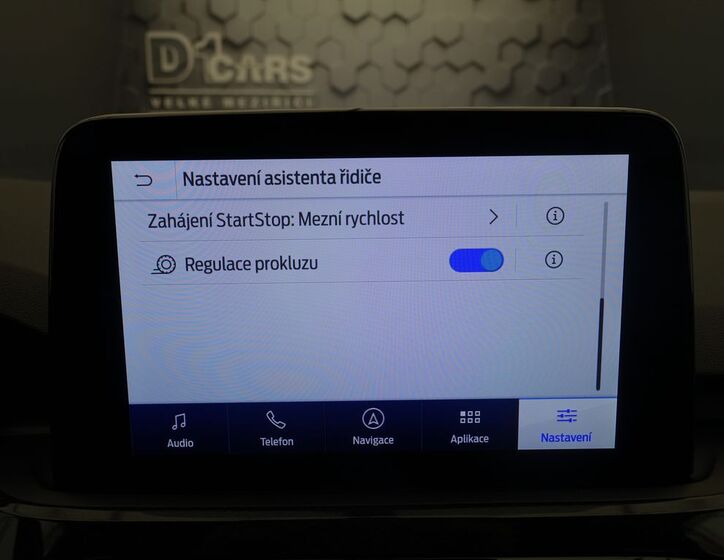 D1CARS
VELKÉ MEZIŘÍČÍ
Nastavení asistenta řidiče
Zahájení StartStop: Mezní rychlost
Regulace prokluzu
Audio
Telefon
Navigace
Aplikace
Nastavení